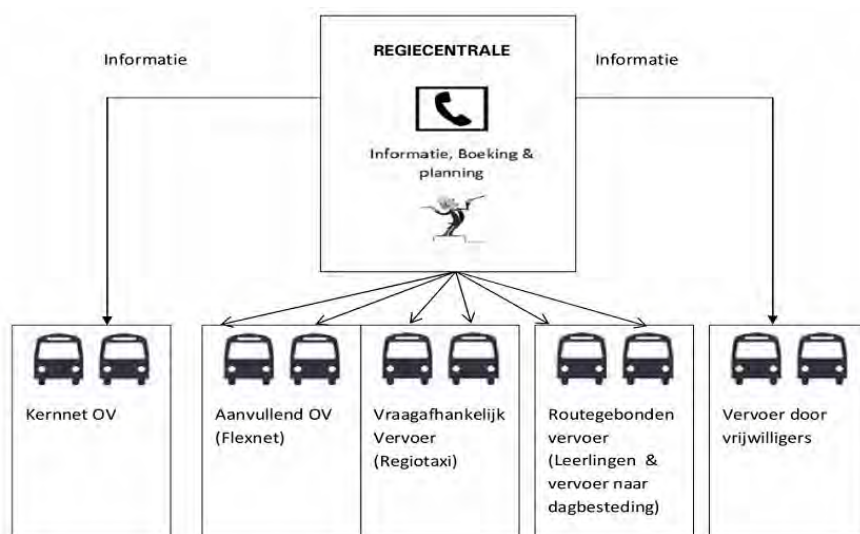 REGIECENTRALE
Informatie
Informatie
Informatie, Boeking &
planning
Kernnet OV
Aanvullend OV
(Flexnet)
Vraagafhankelijk
Vervoer
(Regiotaxi)
Routegebonden
vervoer
(Leerlingen &
vervoer naar
dagbesteding)
Vervoer door
vrijwilligers